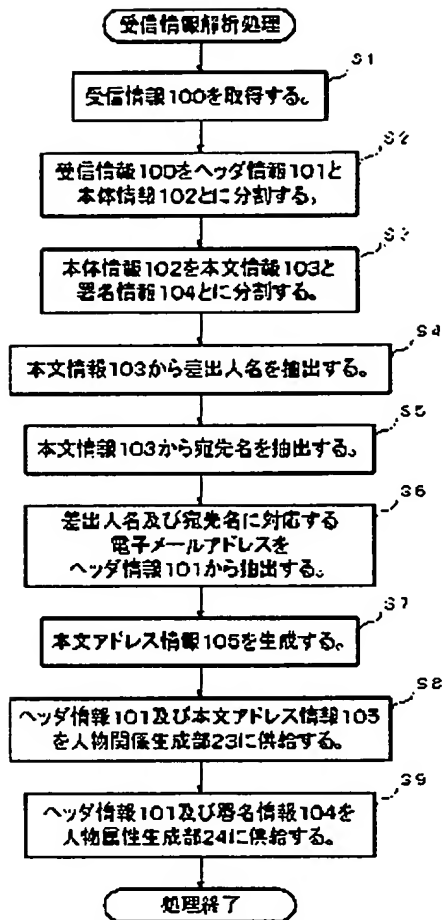 受信情報解析処理
S1
受信情報100を取得する。
S2
受信情報100をヘッダ情報101と
本体情報102とに分割する。
S3
本体情報102を本文情報103と
署名情報104とに分割する。
S4
本文情報103から差出人名を抽出する。
S5
本文情報103から宛先名を抽出する。
S6
差出人名及び宛先名に対応する
電子メールアドレスを
ヘッダ情報101から抽出する。
S7
本文アドレス情報105を生成する。
S8
ヘッダ情報101及び本文アドレス情報105
を人物関係生成部23に供給する。
S9
ヘッダ情報101及び署名情報104を
人物属性生成部24に供給する。
処理終了